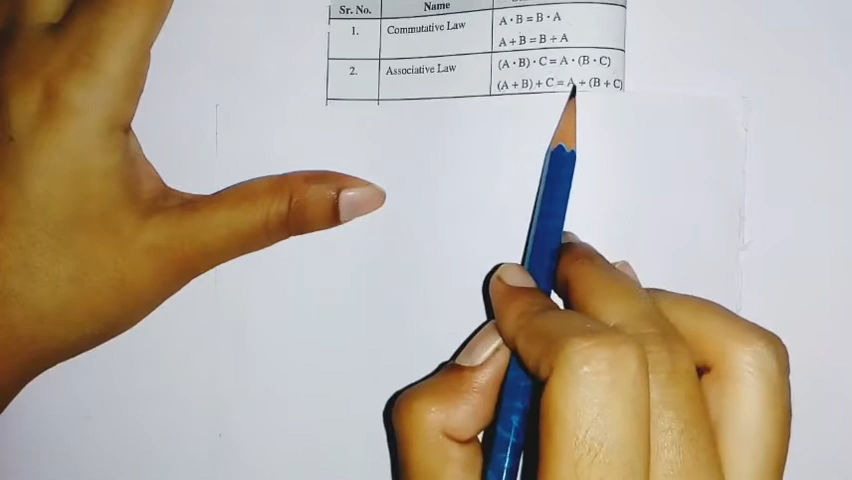 Sr. No. Name
1. Commutative Law A · B = B · A
A + B = B + A
2. Associative Law (A · B) · C = A · (B · C)
(A + B) + C = A + (B + C)